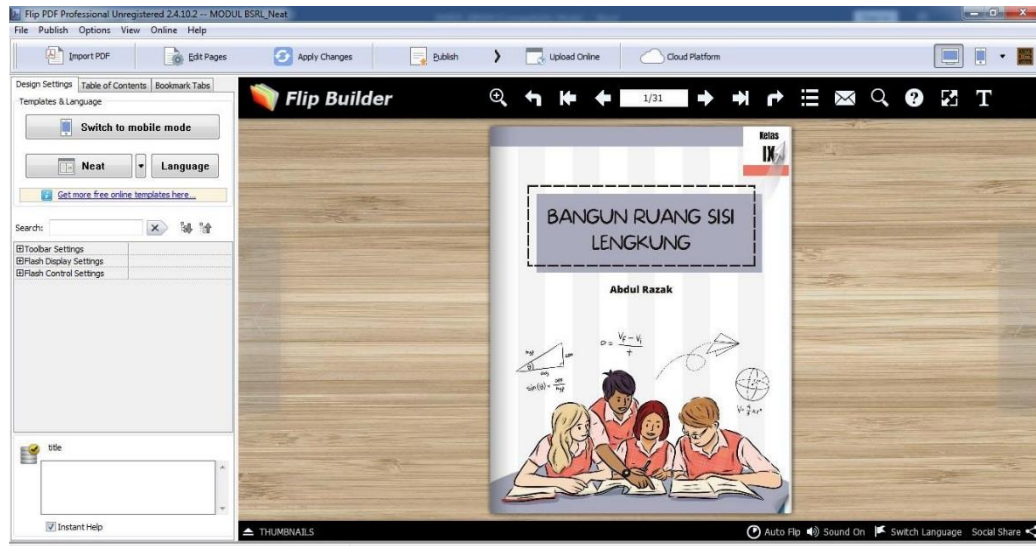 Flip PDF Professional Unregistered 2.4.10.2 -- MODUL BSRL_Neat
File Publish Options View Online Help
Import PDF Edit Pages Apply Changes Publish Upload Online Cloud Platform
Design Settings Table of Contents Bookmark Tabs
Templates & Language
Switch to mobile mode
Neat Language
Get more free online templates here...
Search:
Toolbar Settings
Flash Display Settings
Flash Control Settings
title
Instant Help
Flip Builder
1/31
T
Kelas
IX
BANGUN RUANG SISI
LENGKUNG
Abdul Razak
THUMBNAILS
Auto Flip Sound On Switch Language Social Share